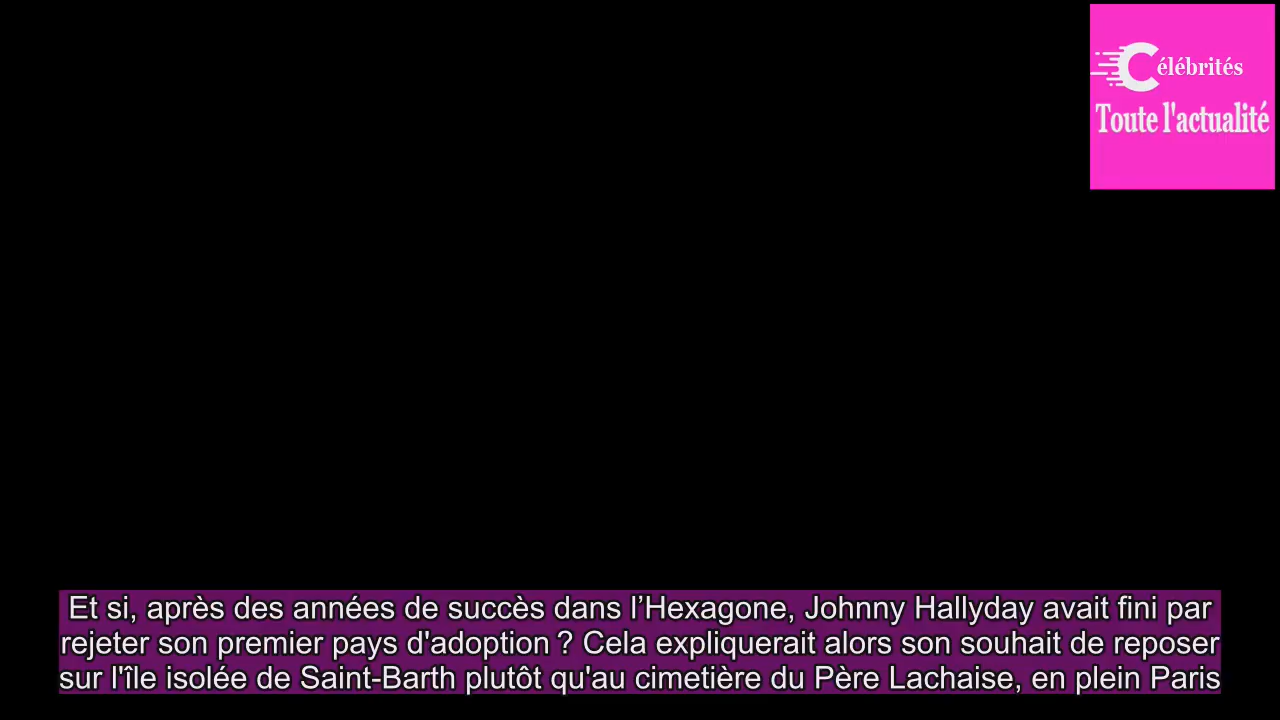 Célébrités
Toute l'actualité
Et si, après des années de succès dans l’Hexagone, Johnny Hallyday avait fini par
rejeter son premier pays d'adoption ? Cela expliquerait alors son souhait de reposer
sur l'île isolée de Saint-Barth plutôt qu'au cimetière du Père Lachaise, en plein Paris